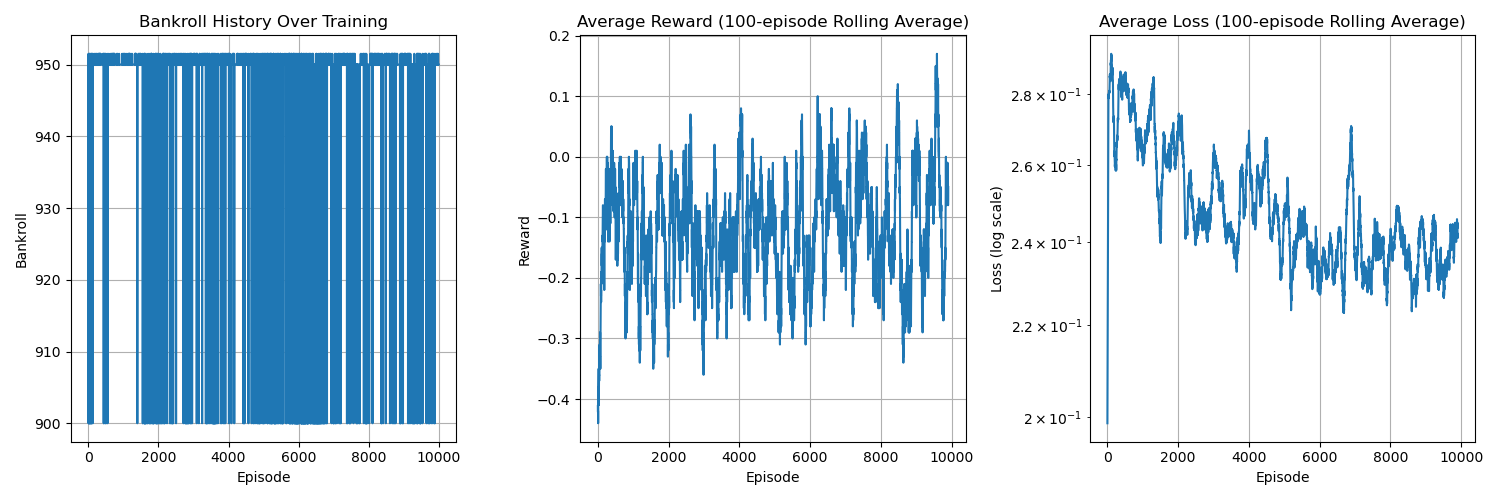 Bankroll History Over Training
Bankroll
950
940
930
920
910
900
0 2000 4000 6000 8000 10000
Episode
Average Reward (100-episode Rolling Average)
Reward
0.2
0.1
0.0
−0.1
−0.2
−0.3
−0.4
0 2000 4000 6000 8000 10000
Episode
Average Loss (100-episode Rolling Average)
Loss (log scale)
2.8 × 10⁻¹
2.6 × 10⁻¹
2.4 × 10⁻¹
2.2 × 10⁻¹
2 × 10⁻¹
0 2000 4000 6000 8000 10000
Episode